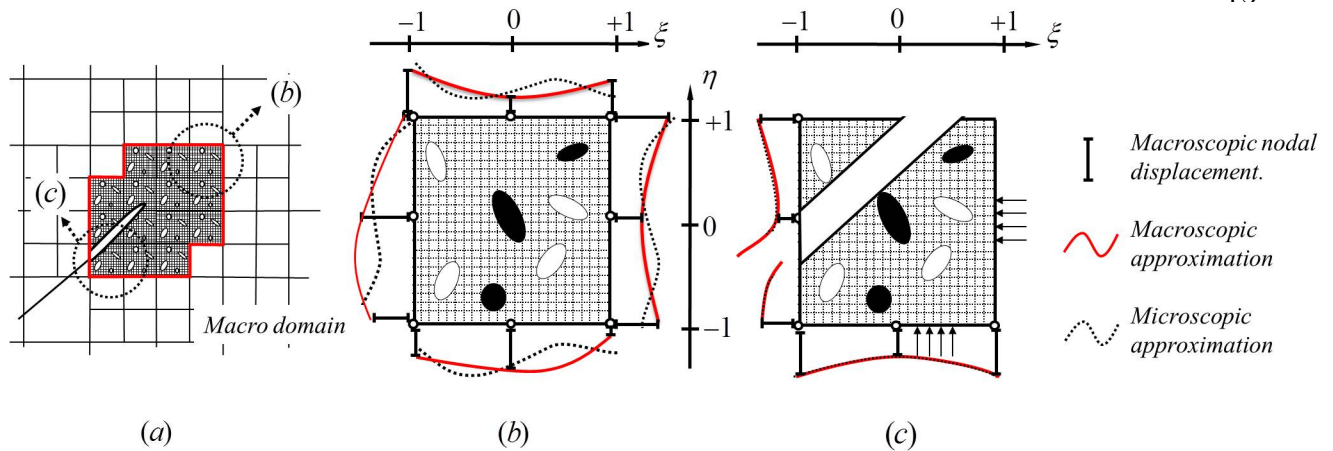 −1
0
+1
ξ
−1
0
+1
ξ
(b)
(c)
Macro domain
η
+1
0
−1
Macroscopic nodal
displacement.
Macroscopic
approximation
Microscopic
approximation
(a)
(b)
(c)